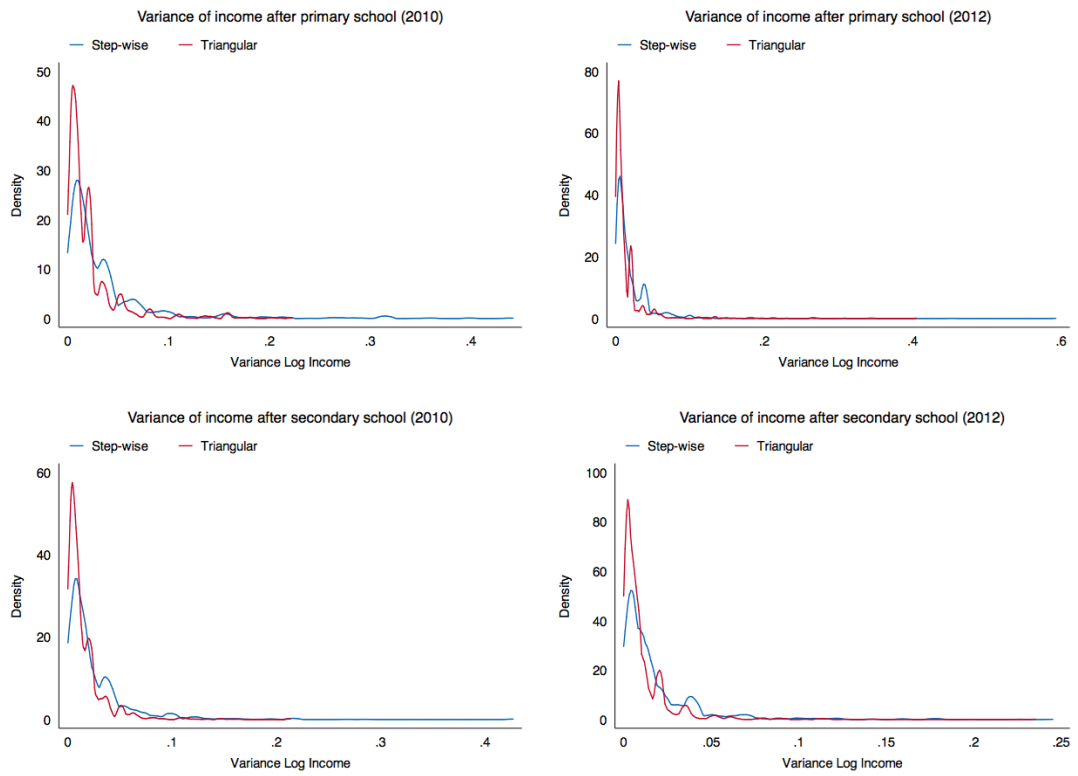 Variance of income after primary school (2010)
Step-wise Triangular
50
40
30
20
10
0
Density
0 .1 .2 .3 .4
Variance Log Income
Variance of income after primary school (2012)
Step-wise Triangular
80
60
40
20
0
Density
0 .2 .4 .6
Variance Log Income
Variance of income after secondary school (2010)
Step-wise Triangular
60
40
20
0
Density
0 .1 .2 .3 .4
Variance Log Income
Variance of income after secondary school (2012)
Step-wise Triangular
100
80
60
40
20
0
Density
0 .05 .1 .15 .2 .25
Variance Log Income